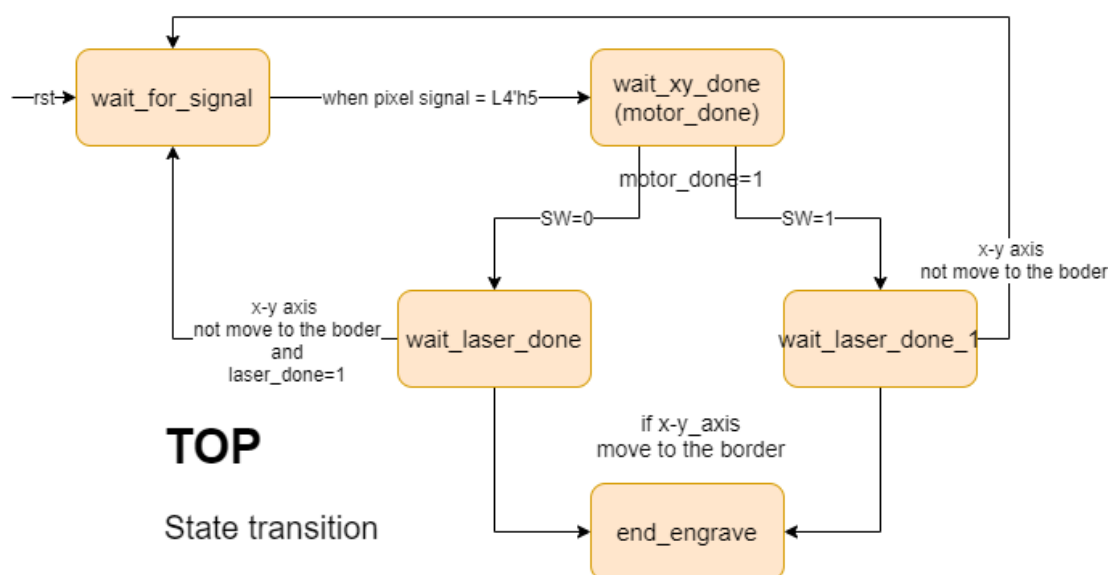 rst
wait_for_signal
when pixel signal = L4'h5
wait_xy_done
(motor_done)
motor_done=1
SW=0
SW=1
x-y axis
not move to the boder
x-y axis
not move to the boder
and
laser_done=1
wait_laser_done
wait_laser_done_1
if x-y_axis
move to the border
TOP
State transition
end_engrave